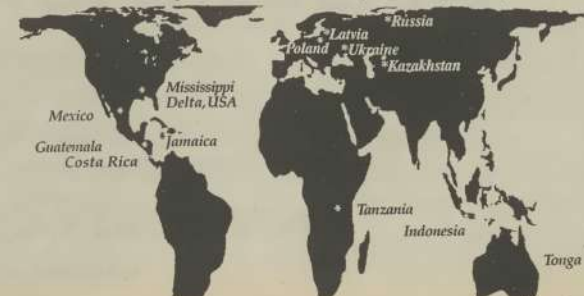 *Russia
*Latvia
Poland *Ukraine
*Kazakhstan
Mississippi
Delta, USA
Mexico
Jamaica
Guatemala
Costa Rica
*Tanzania
Indonesia
Tonga